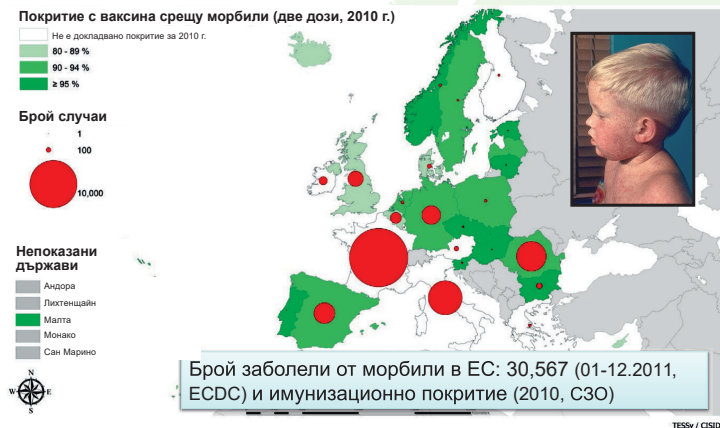 Покритие с ваксина срещу морбили (две дози, 2010 г.)
Не е докладвано покритие за 2010 г.
80 - 89 %
90 - 94 %
≥ 95 %
Брой случаи
1
100
10,000
Непоказани
държави
Андора
Лихтенщайн
Малта
Монако
Сан Марино
N
W
E
S
Брой заболели от морбили в ЕС: 30,567 (01-12.2011,
ECDC) и имунизационно покритие (2010, СЗО)
TESSy / CISID